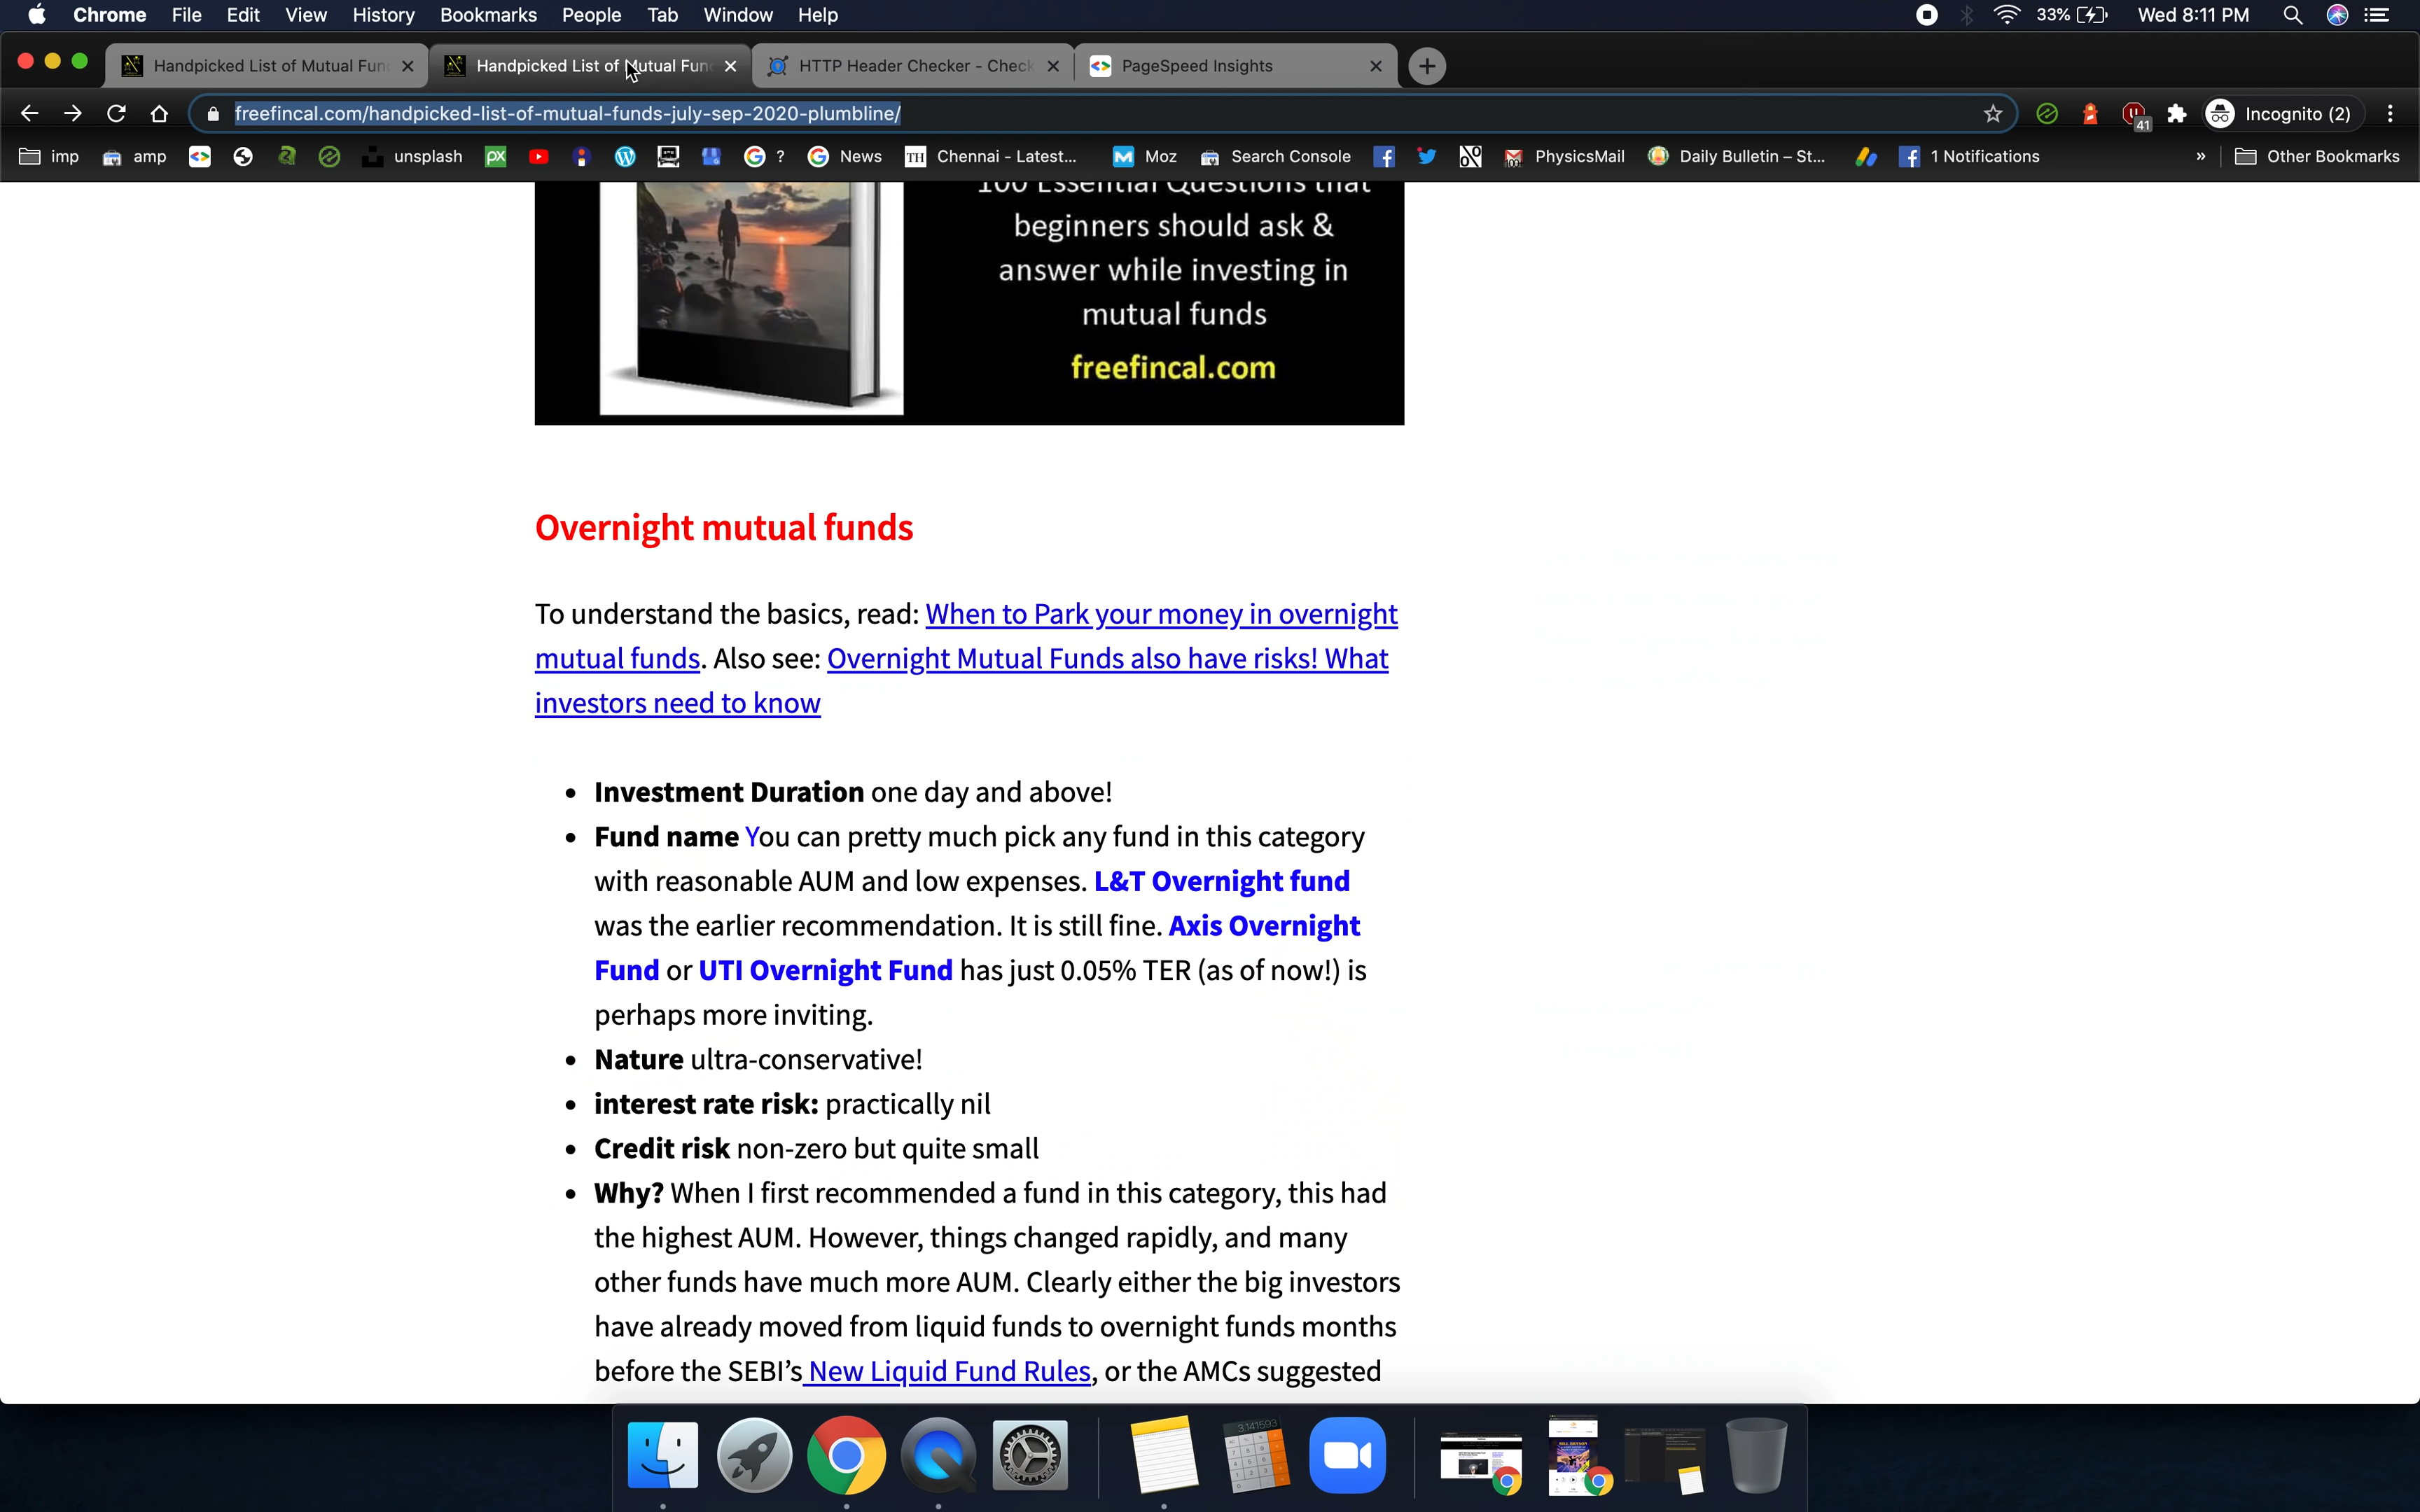 Chrome File Edit View History Bookmarks People Tab Window Help 33% Wed 8:11 PM
Handpicked List of Mutual Fun Handpicked List of Mutual Fun HTTP Header Checker - Check PageSpeed Insights
freefincal.com/handpicked-list-of-mutual-funds-july-sep-2020-plumbline/ 41 Incognito (2)
imp amp unsplash PX ? News TH Chennai - Latest... Moz Search Console PhysicsMail Daily Bulletin – St... 1 Notifications » Other Bookmarks
100 Essential Questions that
beginners should ask &
answer while investing in
mutual funds
freefincal.com
Overnight mutual funds
To understand the basics, read: When to Park your money in overnight
mutual funds. Also see: Overnight Mutual Funds also have risks! What
investors need to know
• Investment Duration one day and above!
• Fund name You can pretty much pick any fund in this category
with reasonable AUM and low expenses. L&T Overnight fund
was the earlier recommendation. It is still fine. Axis Overnight
Fund or UTI Overnight Fund has just 0.05% TER (as of now!) is
perhaps more inviting.
• Nature ultra-conservative!
• interest rate risk: practically nil
• Credit risk non-zero but quite small
• Why? When I first recommended a fund in this category, this had
the highest AUM. However, things changed rapidly, and many
other funds have much more AUM. Clearly either the big investors
have already moved from liquid funds to overnight funds months
before the SEBI’s New Liquid Fund Rules, or the AMCs suggested
3.141593